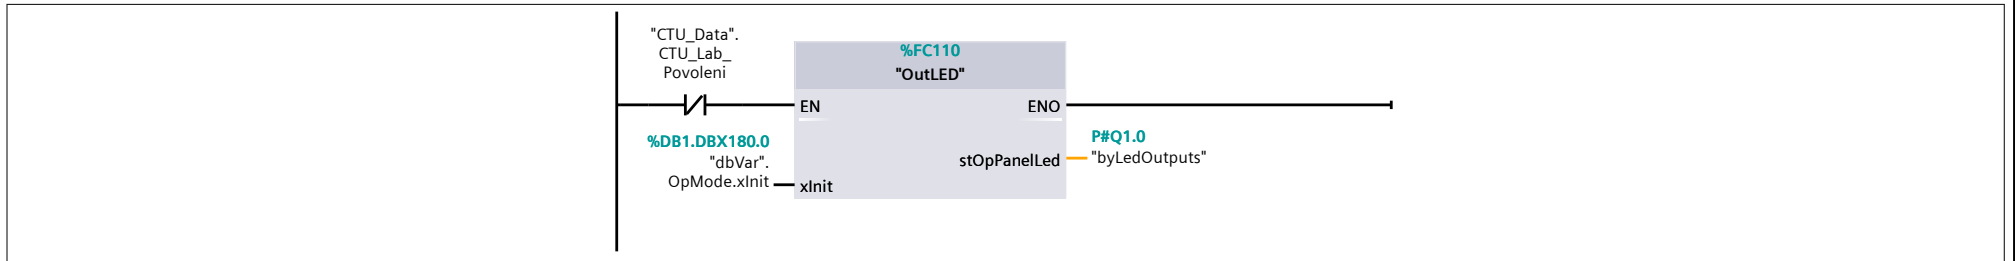 "CTU_Data".
CTU_Lab_
Povoleni
%FC110
"OutLED"
EN
ENO
%DB1.DBX180.0
"dbVar".
OpMode.xInit
xInit
stOpPanelLed
P#Q1.0
"byLedOutputs"